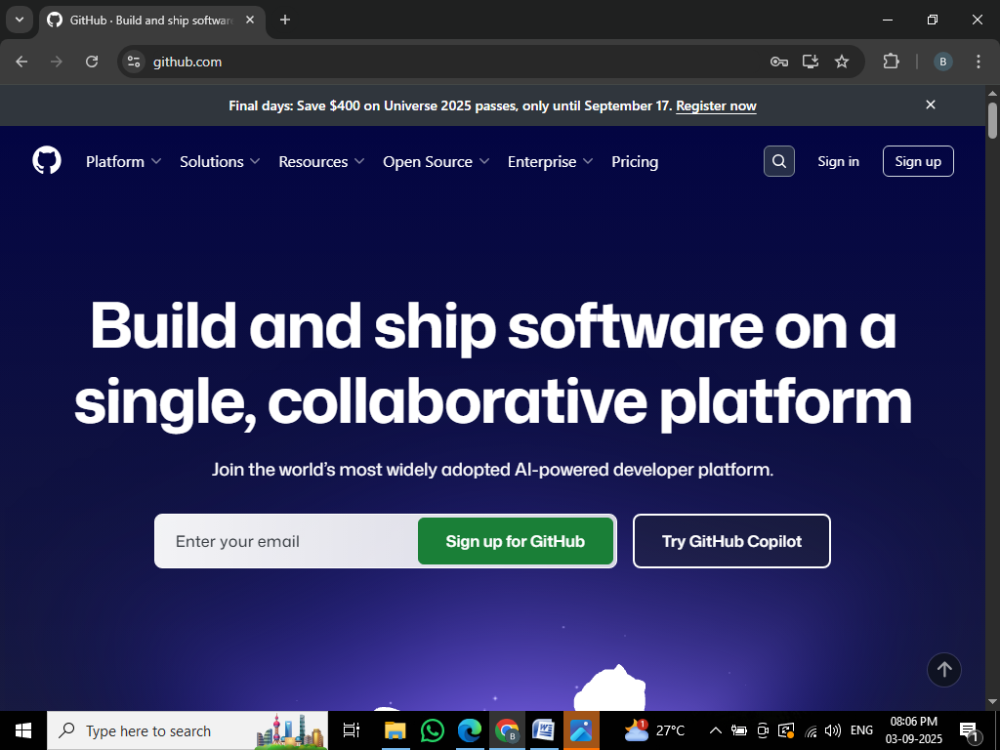 GitHub · Build and ship software
github.com
B
Final days: Save $400 on Universe 2025 passes, only until September 17. Register now
Platform Solutions Resources Open Source Enterprise Pricing Sign in Sign up
Build and ship software on a
single, collaborative platform
Join the world’s most widely adopted AI-powered developer platform.
Enter your email Sign up for GitHub Try GitHub Copilot
Type here to search
B
W
1
27°C
ENG
08:06 PM
03-09-2025
1